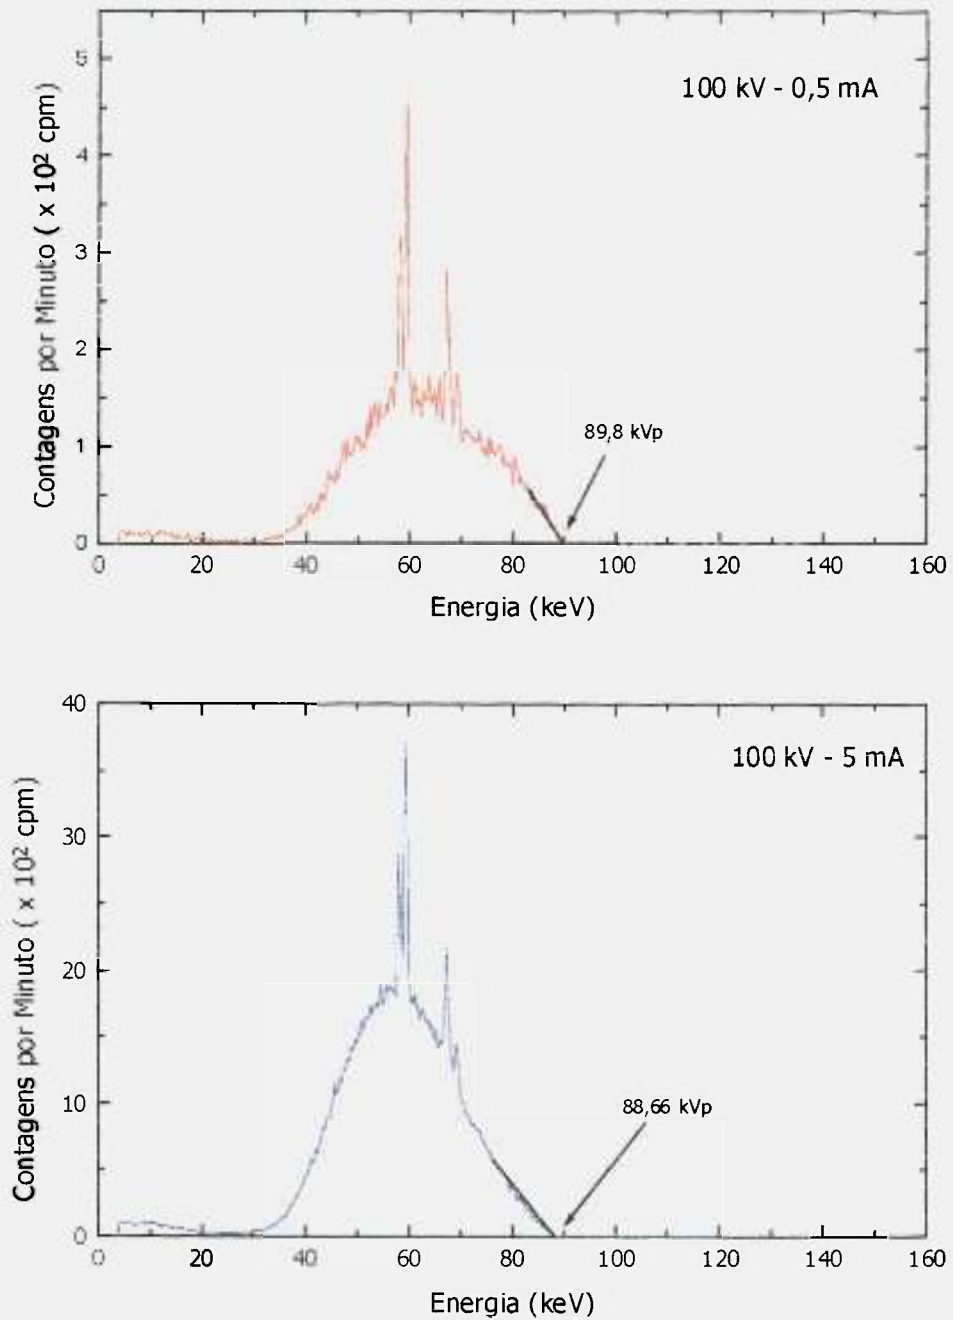 5
4
3
2
1
0
Contagens por Minuto ( x 10² cpm)
100 kV - 0,5 mA
89,8 kVp
0 20 40 60 80 100 120 140 160
Energia (keV)
40
30
20
10
0
Contagens por Minuto ( x 10² cpm)
100 kV - 5 mA
88,66 kVp
0 20 40 60 80 100 120 140 160
Energia (keV)